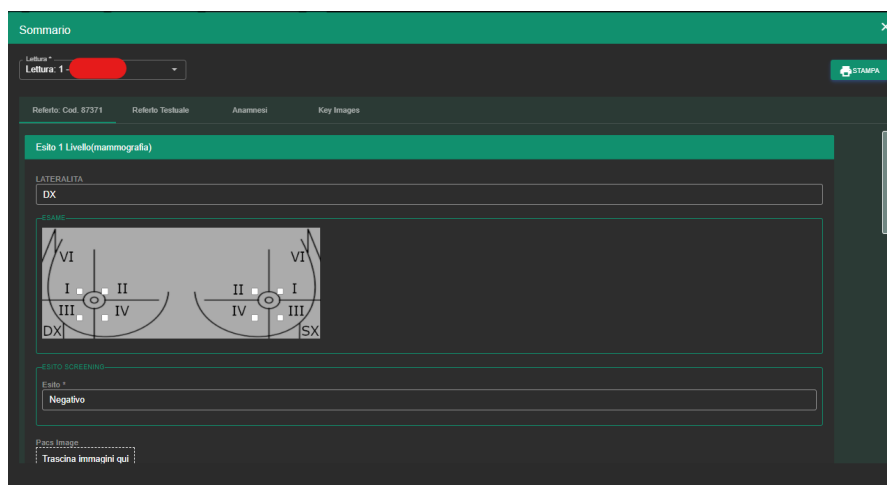 Sommario
×
Lettura *
Lettura: 1 -
STAMPA
Referto: Cod. 87371
Referto Testuale
Anamnesi
Key Images
Esito 1 Livello(mammografia)
LATERALITA
DX
ESAME
VI VI
I II II I
III IV IV III
DX SX
ESITO SCREENING
Esito *
Negativo
Pacs Image
Trascina immagini qui